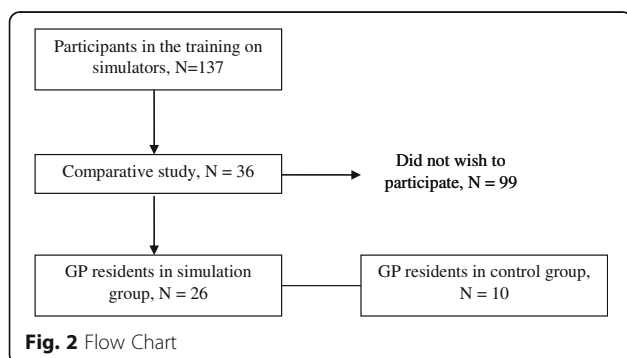 Participants in the training on
simulators, N=137
Comparative study, N = 36
Did not wish to
participate, N = 99
GP residents in simulation
group, N = 26
GP residents in control group,
N = 10
Fig. 2 Flow Chart